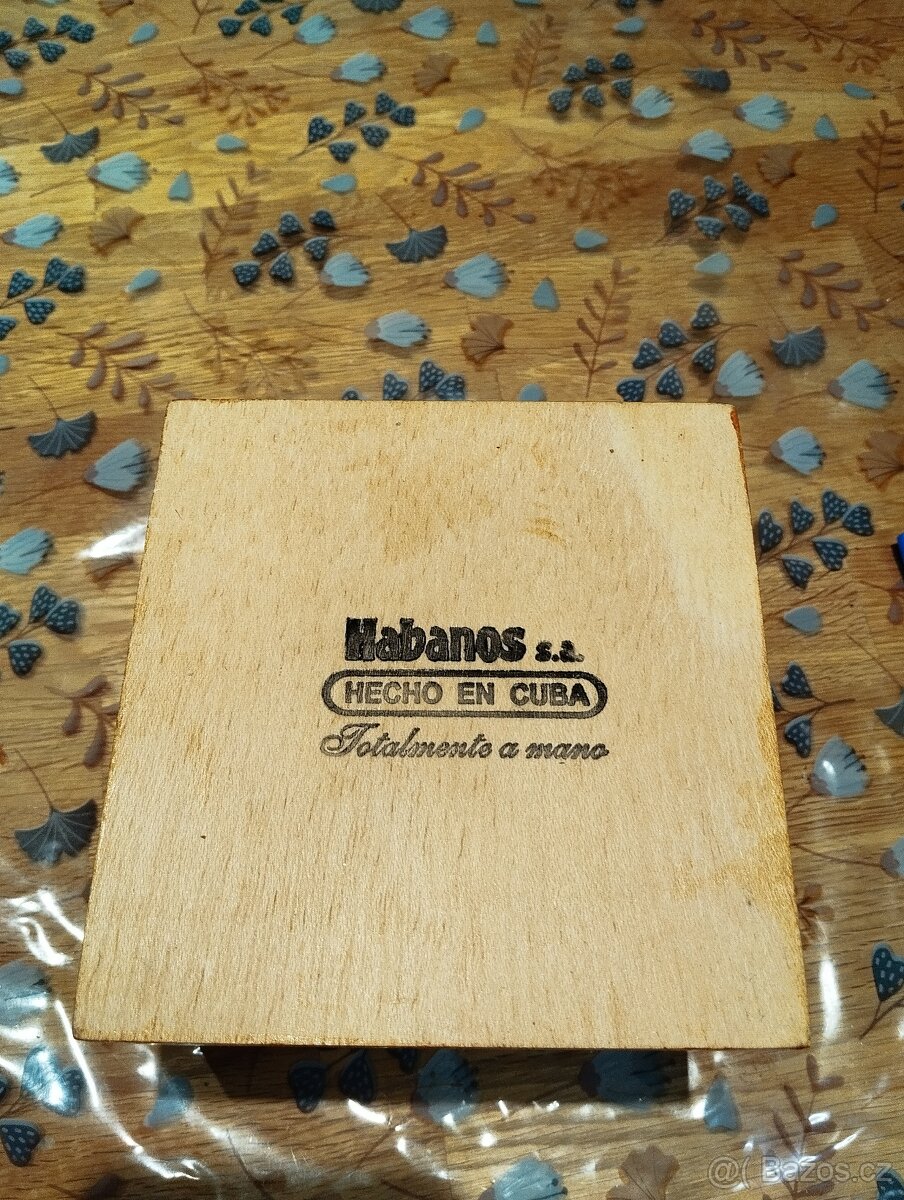 Habanos s.a.
HECHO EN CUBA
Totalmente a mano
@( Bazos.cz